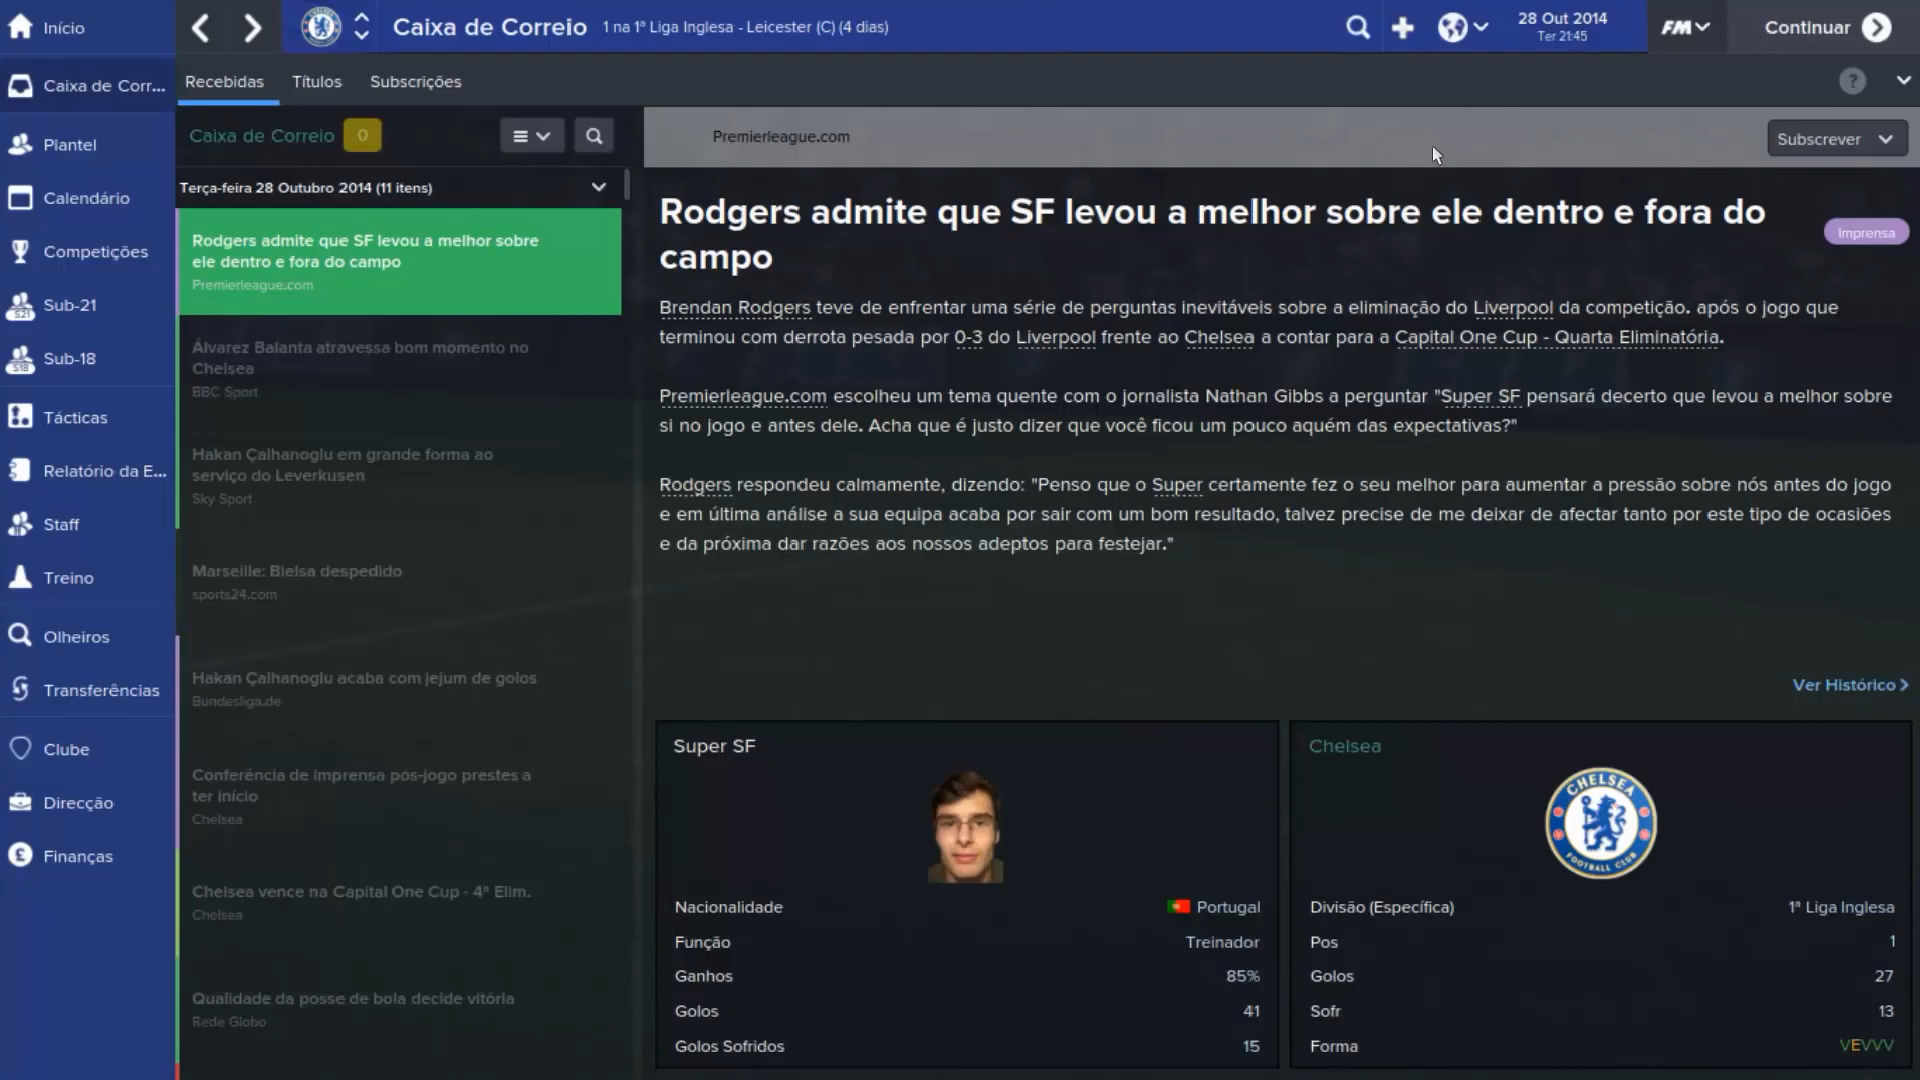 Início
Caixa de Correio
1 na 1ª Liga Inglesa - Leicester (C) (4 dias)
28 Out 2014
Ter 21:45
FM
Continuar
Caixa de Corr...
Recebidas
Títulos
Subscrições
?
Plantel
Calendário
Competições
S21
Sub-21
S18
Sub-18
Tácticas
Relatório da E...
Staff
Treino
Olheiros
Transferências
Clube
Direcção
Finanças
Caixa de Correio
0
Terça-feira 28 Outubro 2014 (11 itens)
Rodgers admite que SF levou a melhor sobre
ele dentro e fora do campo
Premierleague.com
Álvarez Balanta atravessa bom momento no
Chelsea
BBC Sport
Hakan Çalhanoglu em grande forma ao
serviço do Leverkusen
Sky Sport
Marseille: Bielsa despedido
sports24.com
Hakan Çalhanoglu acaba com jejum de golos
Bundesliga.de
Conferência de imprensa pós-jogo prestes a
ter início
Chelsea
Chelsea vence na Capital One Cup - 4ª Elim.
Chelsea
Qualidade da posse de bola decide vitória
Rede Globo
Premierleague.com
Subscrever
Rodgers admite que SF levou a melhor sobre ele dentro e fora do
campo
Imprensa
Brendan Rodgers teve de enfrentar uma série de perguntas inevitáveis sobre a eliminação do Liverpool da competição. após o jogo que
terminou com derrota pesada por 0-3 do Liverpool frente ao Chelsea a contar para a Capital One Cup - Quarta Eliminatória.
Premierleague.com escolheu um tema quente com o jornalista Nathan Gibbs a perguntar "Super SF pensará decerto que levou a melhor sobre
si no jogo e antes dele. Acha que é justo dizer que você ficou um pouco aquém das expectativas?"
Rodgers respondeu calmamente, dizendo: "Penso que o Super certamente fez o seu melhor para aumentar a pressão sobre nós antes do jogo
e em última análise a sua equipa acaba por sair com um bom resultado, talvez precise de me deixar de afectar tanto por este tipo de ocasiões
e da próxima dar razões aos nossos adeptos para festejar."
Ver Histórico
Super SF
Nacionalidade Portugal
Função Treinador
Ganhos 85%
Golos 41
Golos Sofridos 15
Chelsea
CHELSEA
FOOTBALL CLUB
Divisão (Específica) 1ª Liga Inglesa
Pos 1
Golos 27
Sofr 13
Forma VEVVV